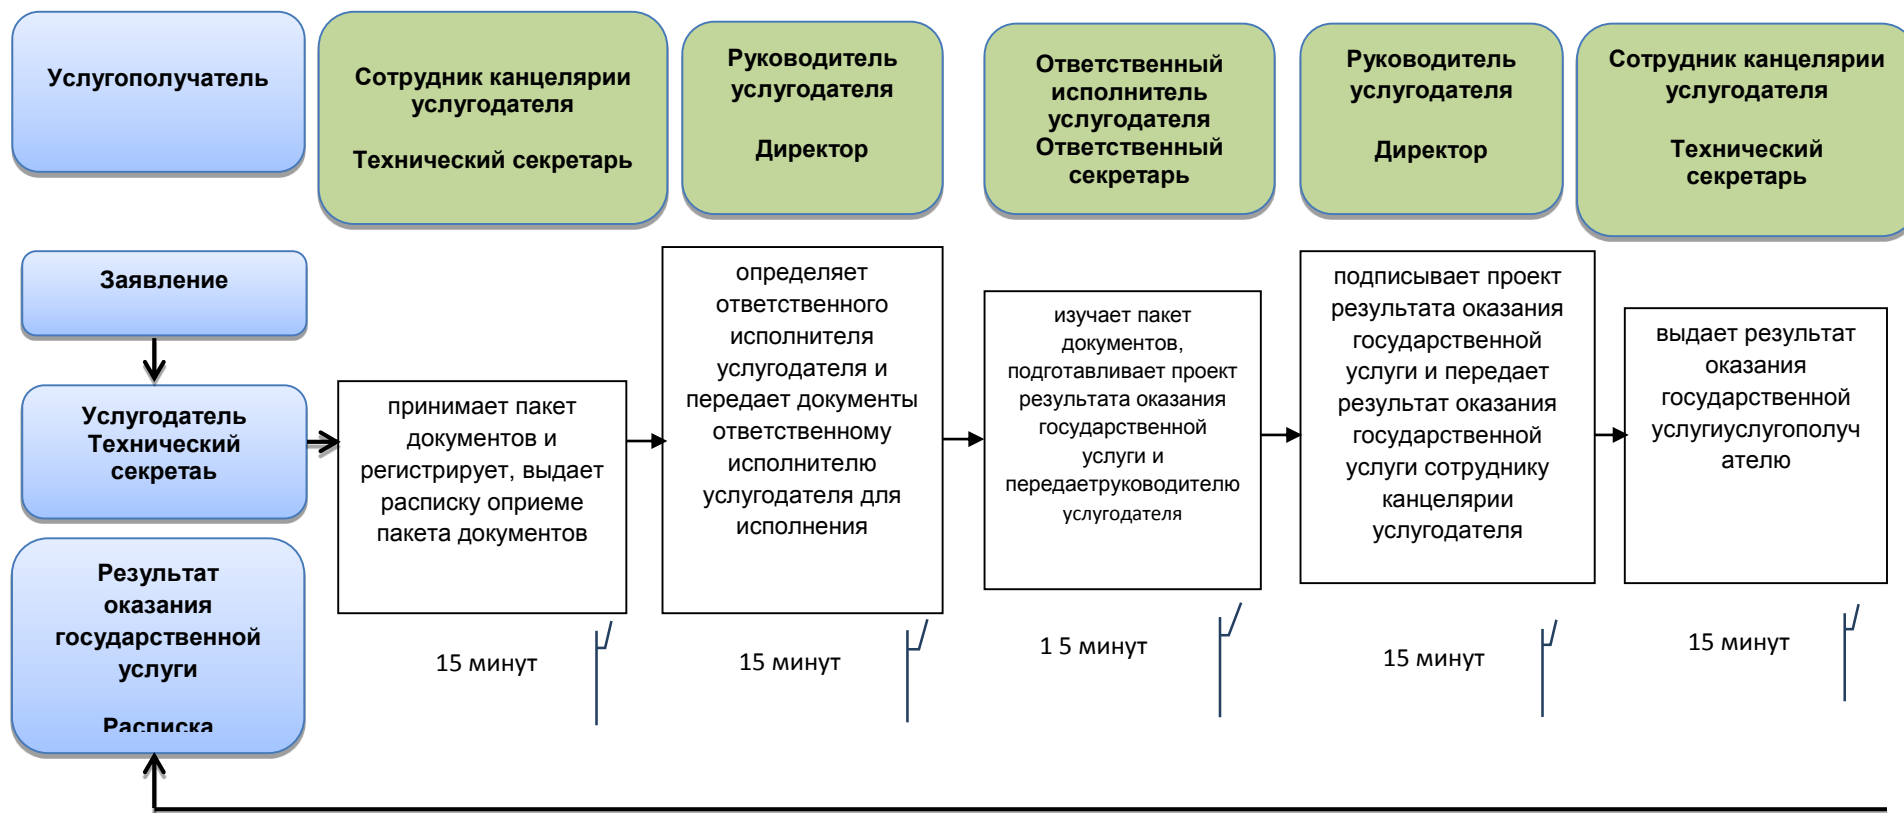 Услугополучатель
Сотрудник канцелярии
услугодателя
Технический секретарь
Руководитель
услугодателя
Директор
Ответственный
исполнитель
услугодателя
Ответственный
секретарь
Руководитель
услугодателя
Директор
Сотрудник канцелярии
услугодателя
Технический
секретарь
Заявление
Услугодатель
Технический
секретаь
Результат
оказания
государственной
услуги
Расписка
принимает пакет
документов и
регистрирует, выдает
расписку оприеме
пакета документов
определяет
ответственного
исполнителя
услугодателя и
передает документы
ответственному
исполнителю
услугодателя для
исполнения
изучает пакет
документов,
подготавливает проект
результата оказания
государственной
услуги и
передаетруководителю
услугодателя
подписывает проект
результата оказания
государственной
услуги и передает
результат оказания
государственной
услуги сотруднику
канцелярии
услугодателя
выдает результат
оказания
государственной
услугиуслугополуч
ателю
15 минут
15 минут
1 5 минут
15 минут
15 минут